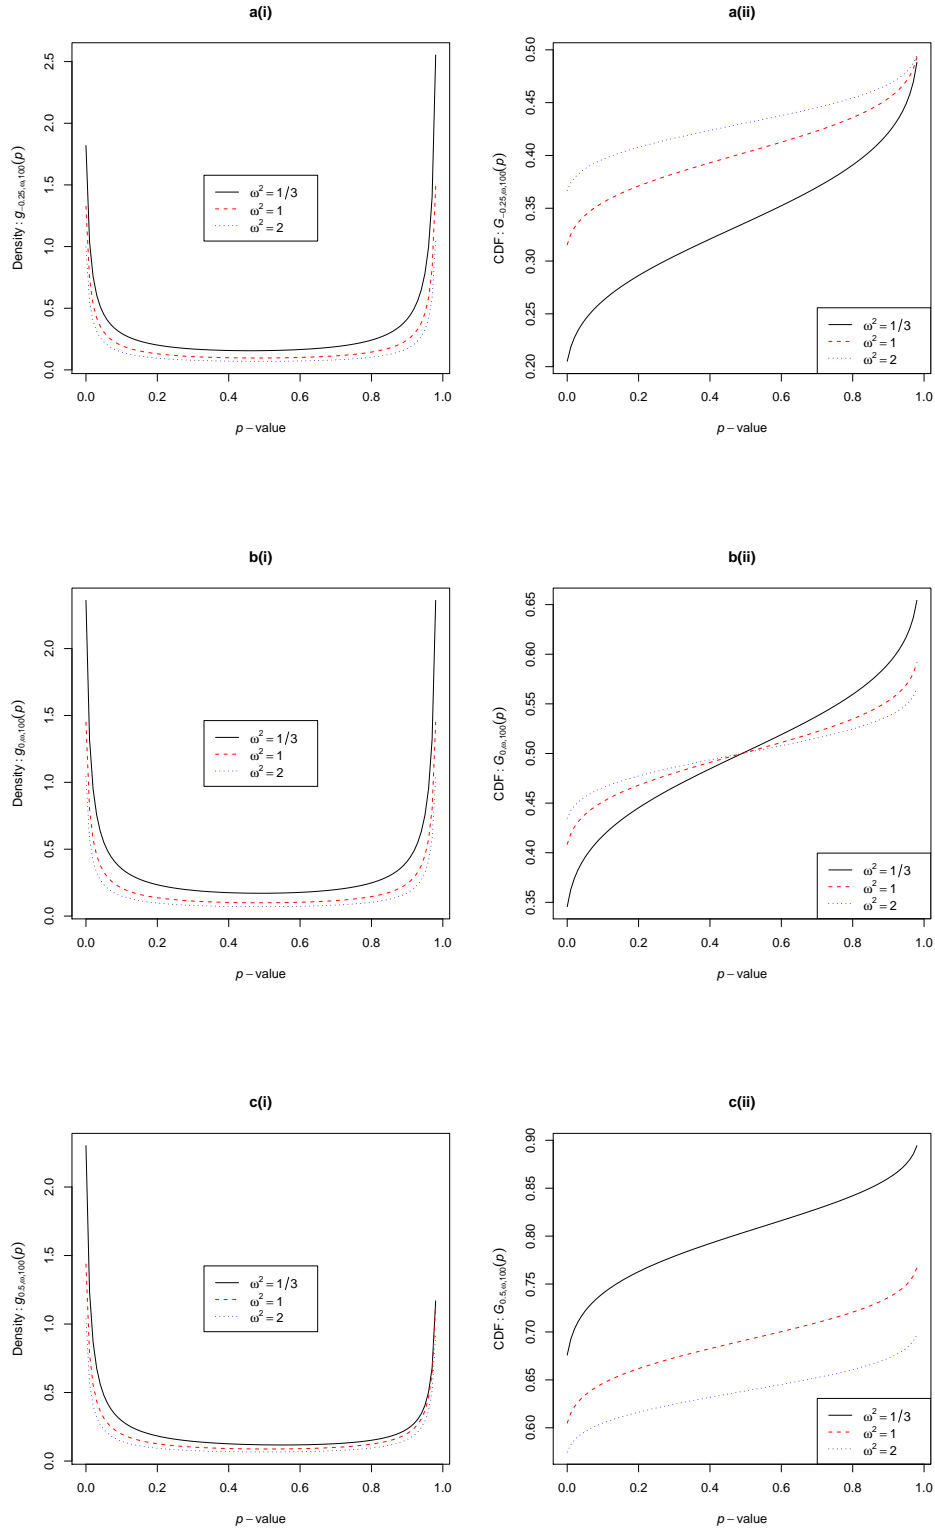 a(i)
Density : g₋₀.₂₅,ω,₁₀₀(p)
2.5
2.0
1.5
1.0
0.5
0.0
ω² = 1/3
ω² = 1
ω² = 2
0.0 0.2 0.4 0.6 0.8 1.0
p − value
a(ii)
CDF : G₋₀.₂₅,ω,₁₀₀(p)
0.50
0.45
0.40
0.35
0.30
0.25
0.20
ω² = 1/3
ω² = 1
ω² = 2
0.0 0.2 0.4 0.6 0.8 1.0
p − value
b(i)
Density : g₀,ω,₁₀₀(p)
2.0
1.5
1.0
0.5
0.0
ω² = 1/3
ω² = 1
ω² = 2
0.0 0.2 0.4 0.6 0.8 1.0
p − value
b(ii)
CDF : G₀,ω,₁₀₀(p)
0.65
0.60
0.55
0.50
0.45
0.40
0.35
ω² = 1/3
ω² = 1
ω² = 2
0.0 0.2 0.4 0.6 0.8 1.0
p − value
c(i)
Density : g₀.₅,ω,₁₀₀(p)
2.0
1.5
1.0
0.5
0.0
ω² = 1/3
ω² = 1
ω² = 2
0.0 0.2 0.4 0.6 0.8 1.0
p − value
c(ii)
CDF : G₀.₅,ω,₁₀₀(p)
0.90
0.85
0.80
0.75
0.70
0.65
0.60
ω² = 1/3
ω² = 1
ω² = 2
0.0 0.2 0.4 0.6 0.8 1.0
p − value